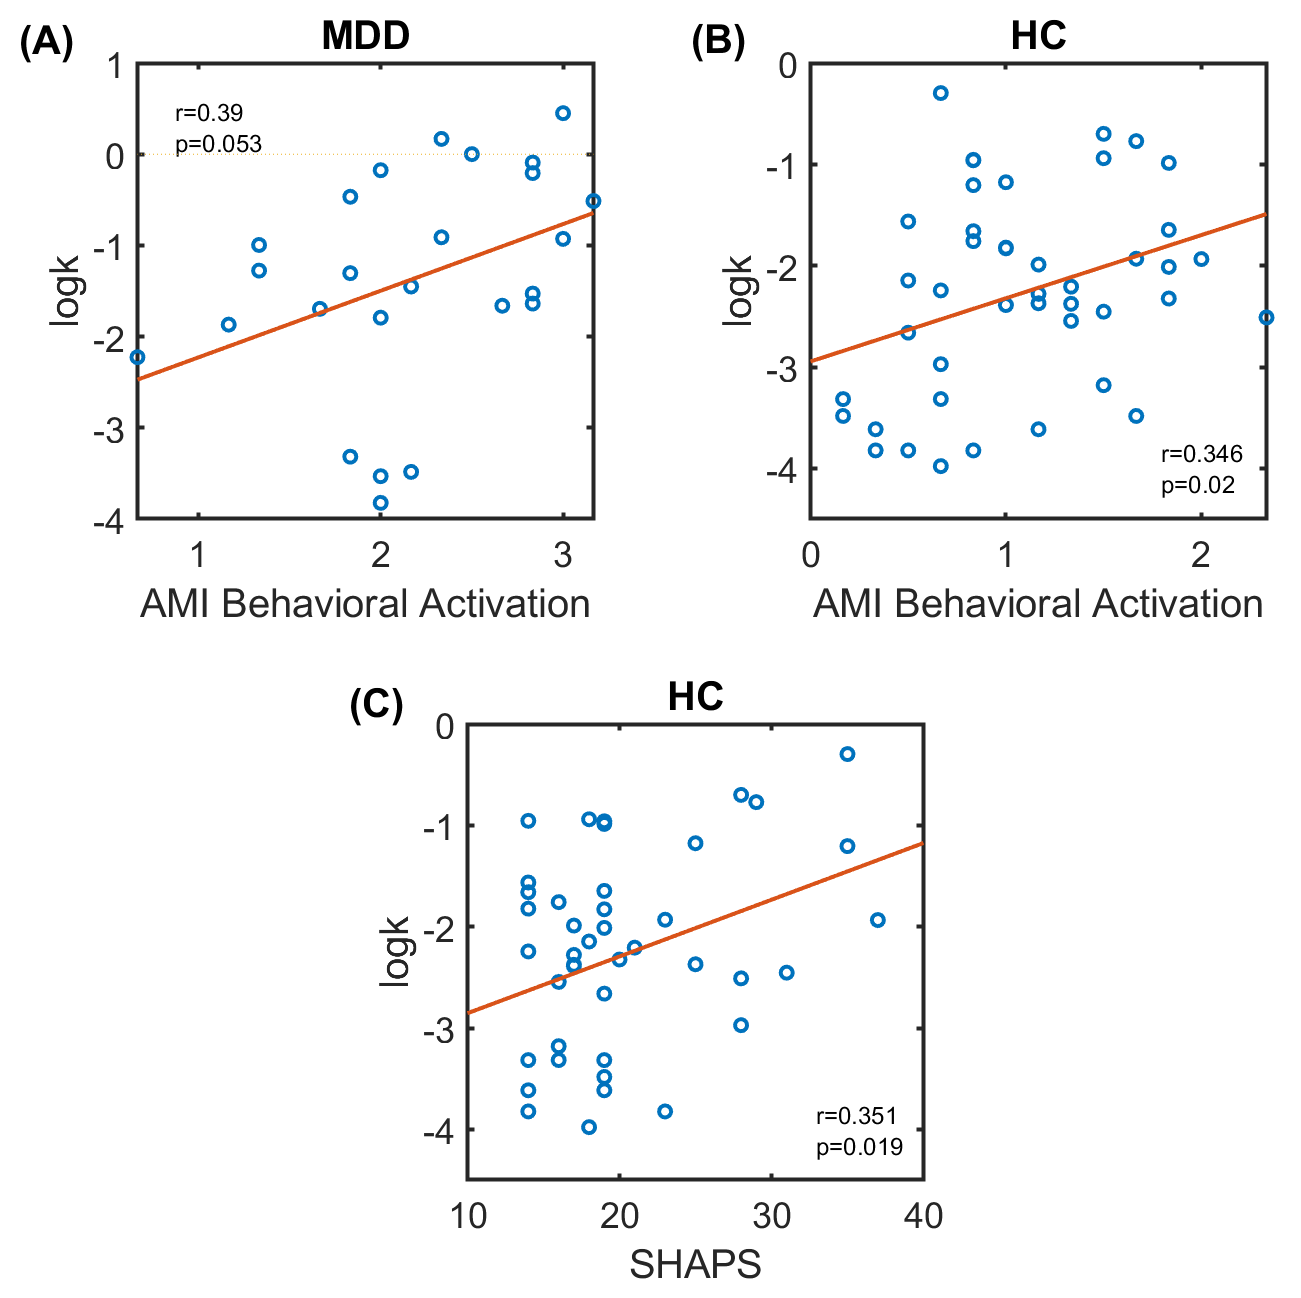 (A)
MDD
1
0
-1
-2
-3
-4
logk
r=0.39
p=0.053
1 2 3
AMI Behavioral Activation
(B)
HC
0
-1
-2
-3
-4
logk
r=0.346
p=0.02
0 1 2
AMI Behavioral Activation
(C)
HC
0
-1
-2
-3
-4
logk
r=0.351
p=0.019
10 20 30 40
SHAPS